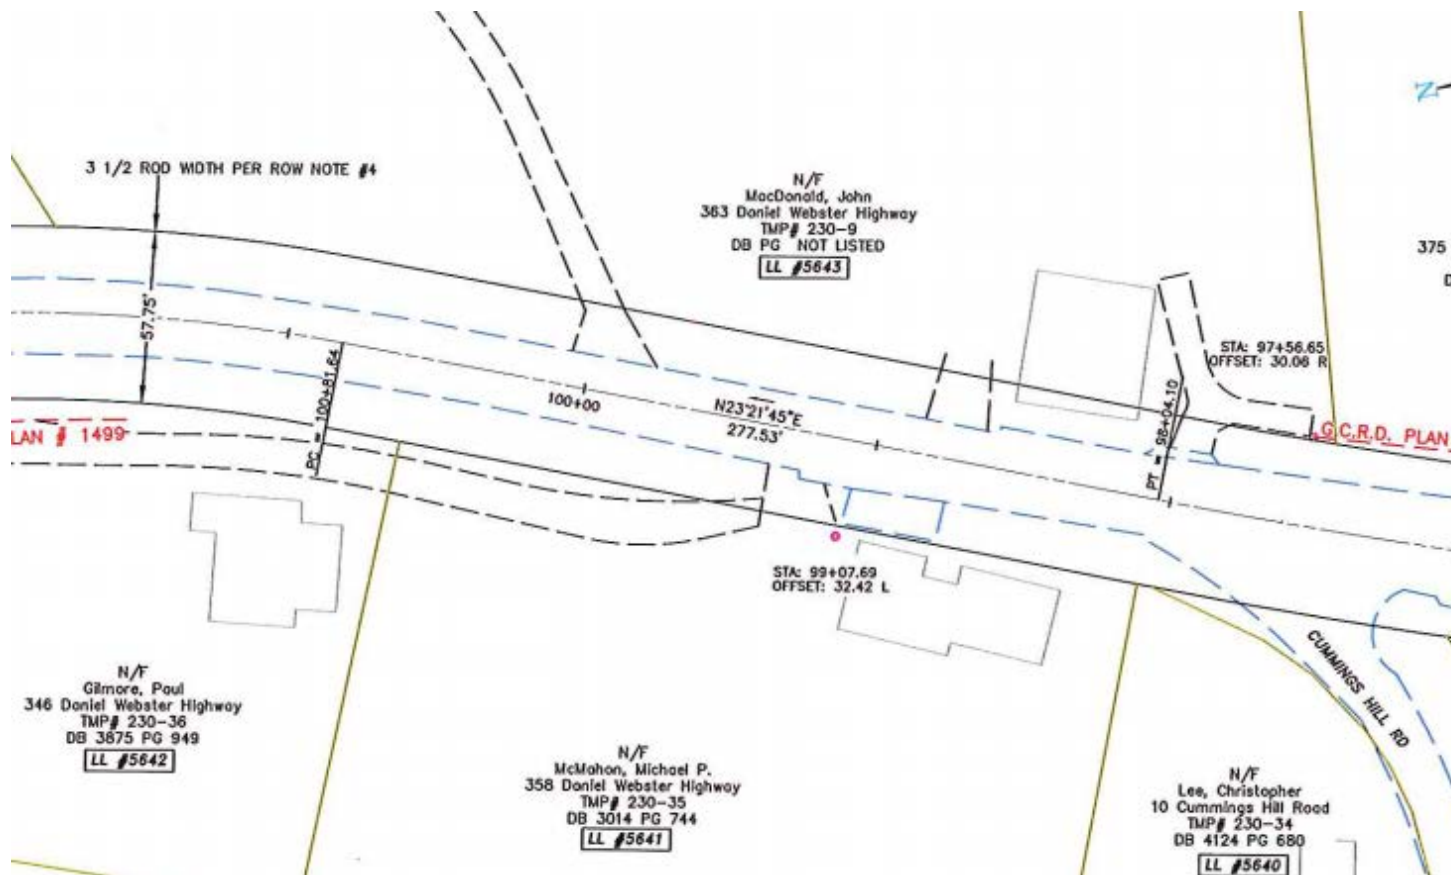 3 1/2 ROD WIDTH PER ROW NOTE #4
57.75'
N/F
MacDonald, John
363 Daniel Webster Highway
TMP# 230-9
DB PG NOT LISTED
LL #5643
N
375
STA: 97+56.65
OFFSET: 30.06 R
PT = 98+04.10
G.C.R.D. PLAN
LAN # 1499
PC = 100+81.64
100+00
N23°21'45"E
277.53'
STA: 99+07.69
OFFSET: 32.42 L
CUMMINGS HILL RD
N/F
Gilmore, Paul
346 Daniel Webster Highway
TMP# 230-36
DB 3875 PG 949
LL #5642
N/F
McMahon, Michael P.
358 Daniel Webster Highway
TMP# 230-35
DB 3014 PG 744
LL #5641
N/F
Lee, Christopher
10 Cummings Hill Road
TMP# 230-34
DB 4124 PG 680
LL #5640